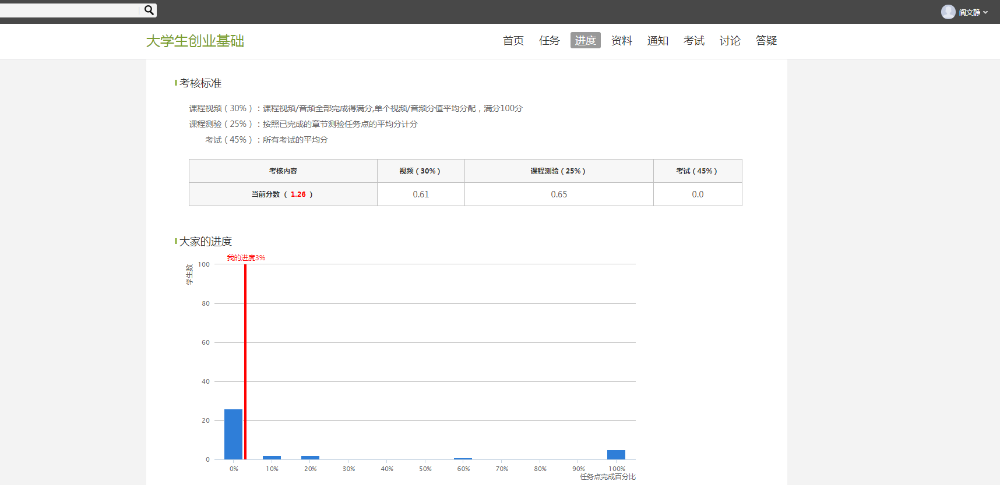 阎文静
大学生创业基础
首页 任务 进度 资料 通知 考试 讨论 答疑
考核标准
课程视频（30%）：课程视频/音频全部完成得满分,单个视频/音频分值平均分配，满分100分
课程测验（25%）：按照已完成的章节测验任务点的平均分计分
考试（45%）：所有考试的平均分
考核内容 视频（30%） 课程测验（25%） 考试（45%）
当前分数 （ 1.26 ） 0.61 0.65 0.0
大家的进度
我的进度3%
学生数
100
80
60
40
20
0
0% 10% 20% 30% 40% 50% 60% 70% 80% 90% 100%
任务点完成百分比